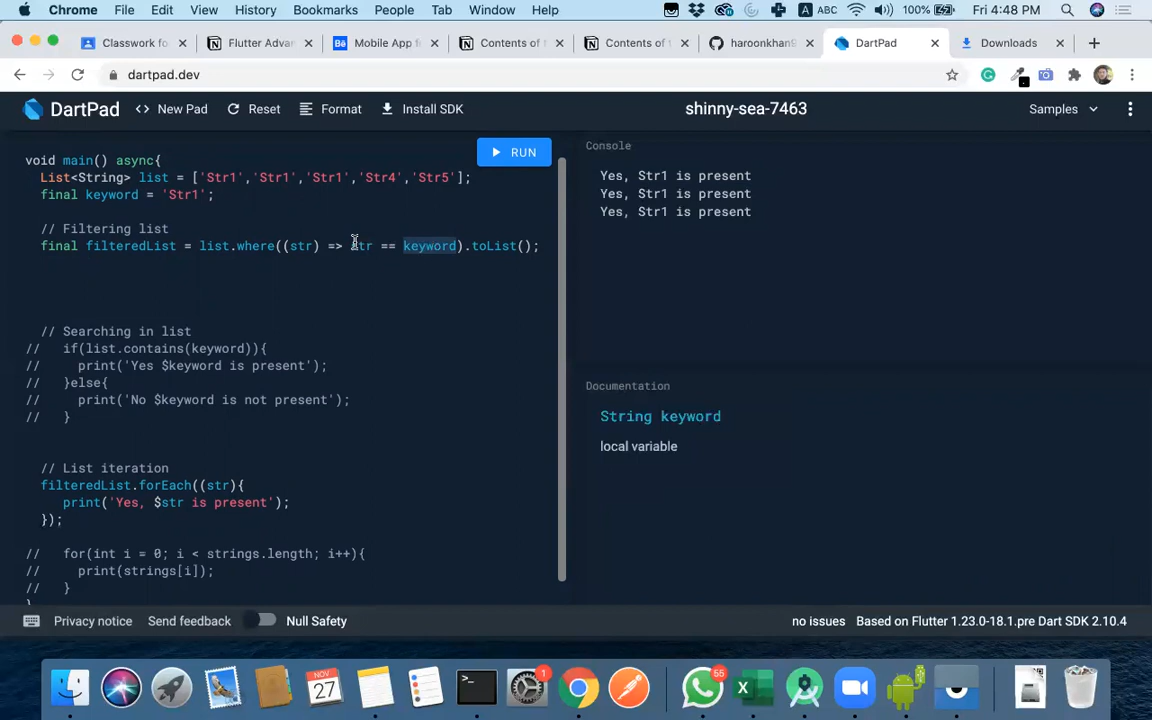 Chrome File Edit View History Bookmarks People Tab Window Help A ABC 100% Fri 4:48 PM
Classwork fo Flutter Advan Mobile App f Contents of t Contents of t haroonkhan9 DartPad Downloads
dartpad.dev
DartPad <> New Pad Reset Format Install SDK shinny-sea-7463 Samples
RUN
void main() async{
List<String> list = ['Str1','Str1','Str1','Str4','Str5'];
final keyword = 'Str1';
// Filtering list
final filteredList = list.where((str) => str == keyword).toList();
// Searching in list
// if(list.contains(keyword)){
// print('Yes $keyword is present');
// }else{
// print('No $keyword is not present');
// }
// List iteration
filteredList.forEach((str){
print('Yes, $str is present');
});
// for(int i = 0; i < strings.length; i++){
// print(strings[i]);
// }
}
Console
Yes, Str1 is present
Yes, Str1 is present
Yes, Str1 is present
Documentation
String keyword
local variable
Privacy notice Send feedback Null Safety no issues Based on Flutter 1.23.0-18.1.pre Dart SDK 2.10.4
NOV
27
1
55